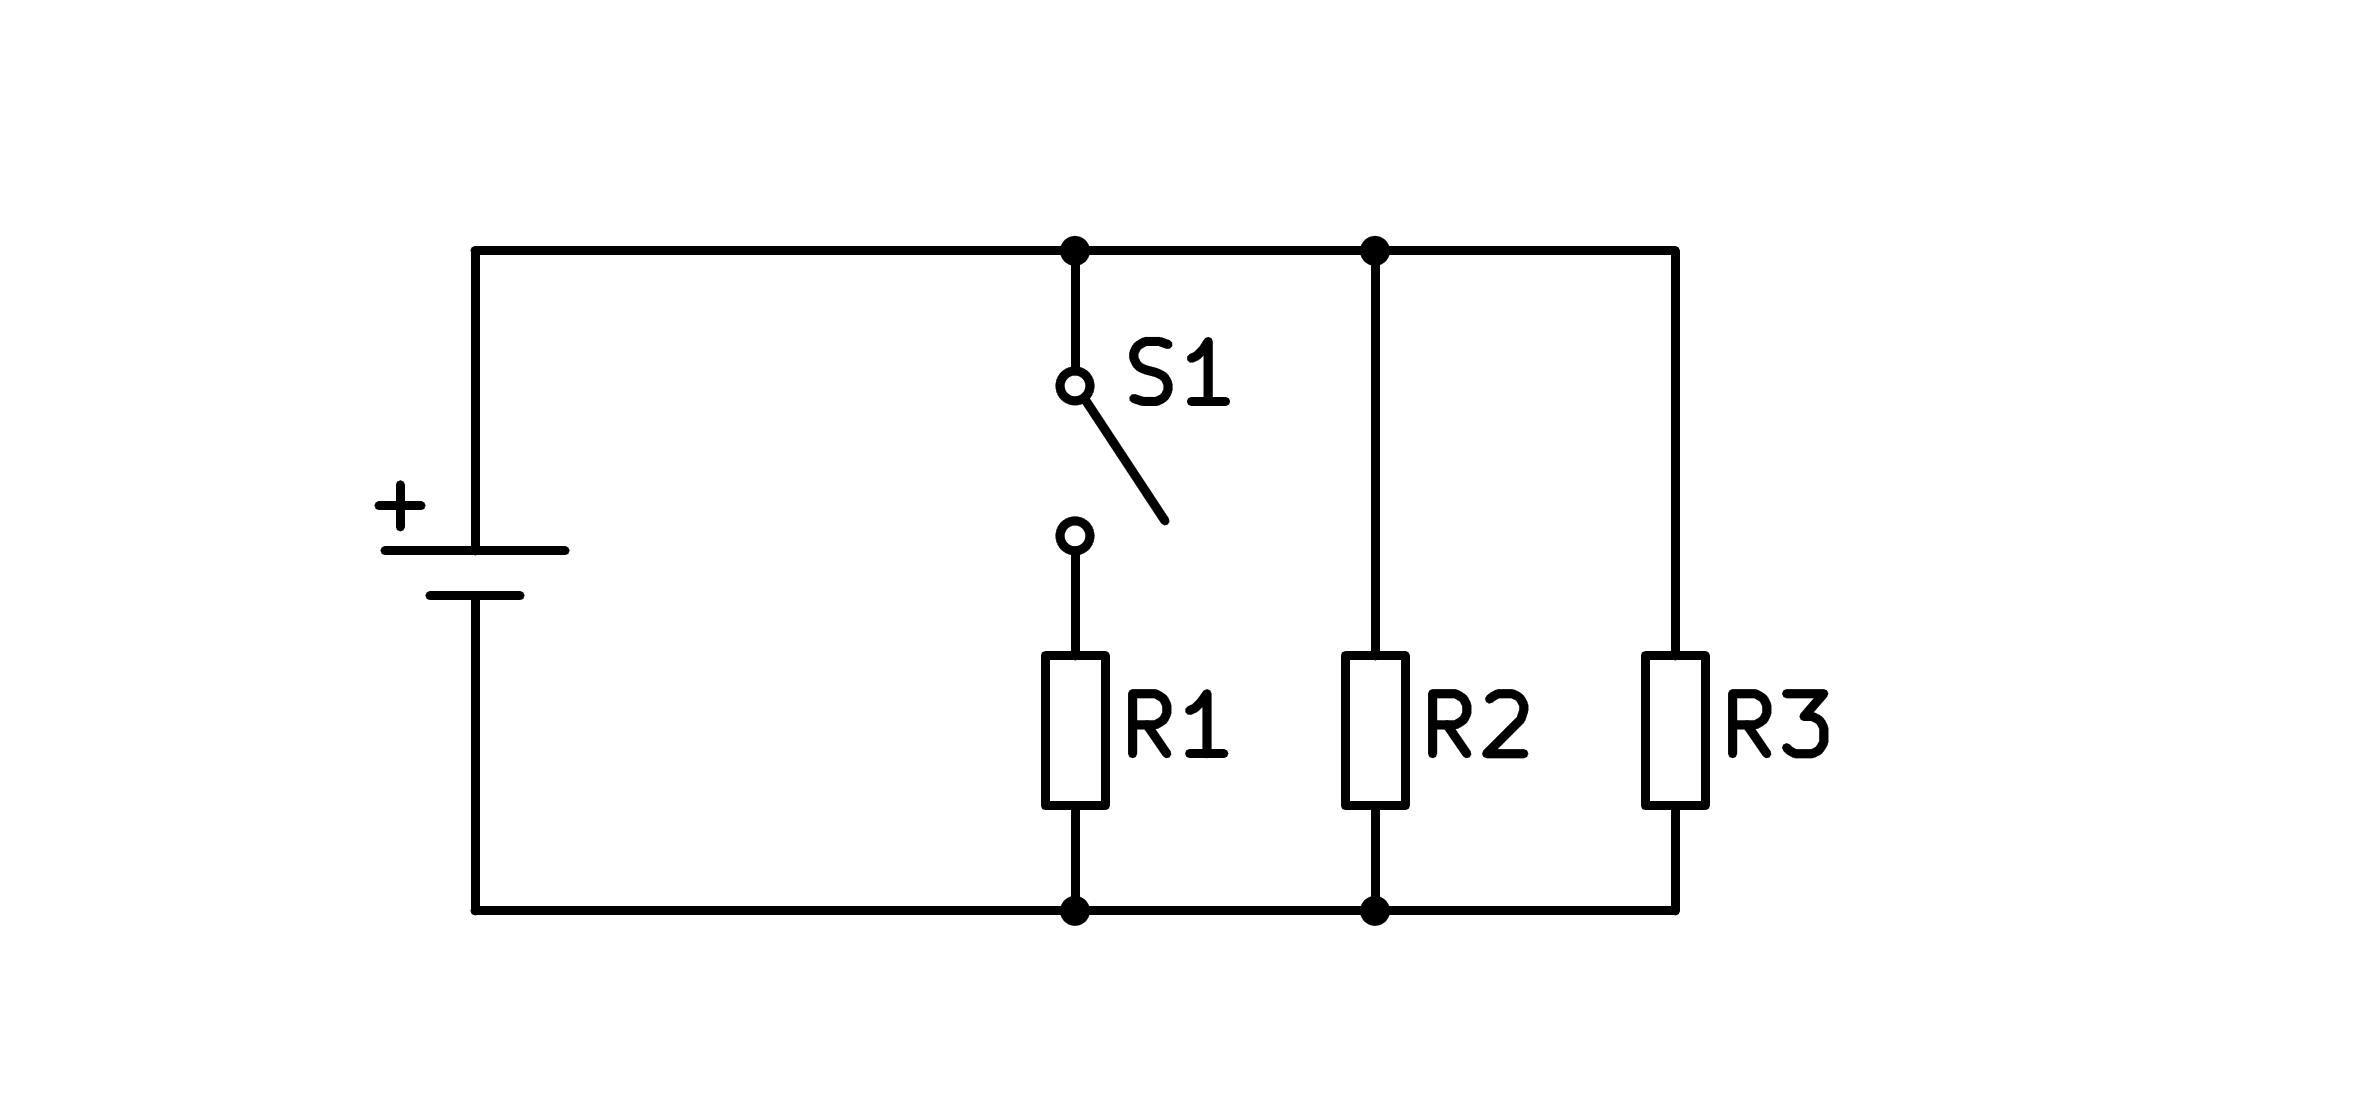 S1
+
R1 R2 R3